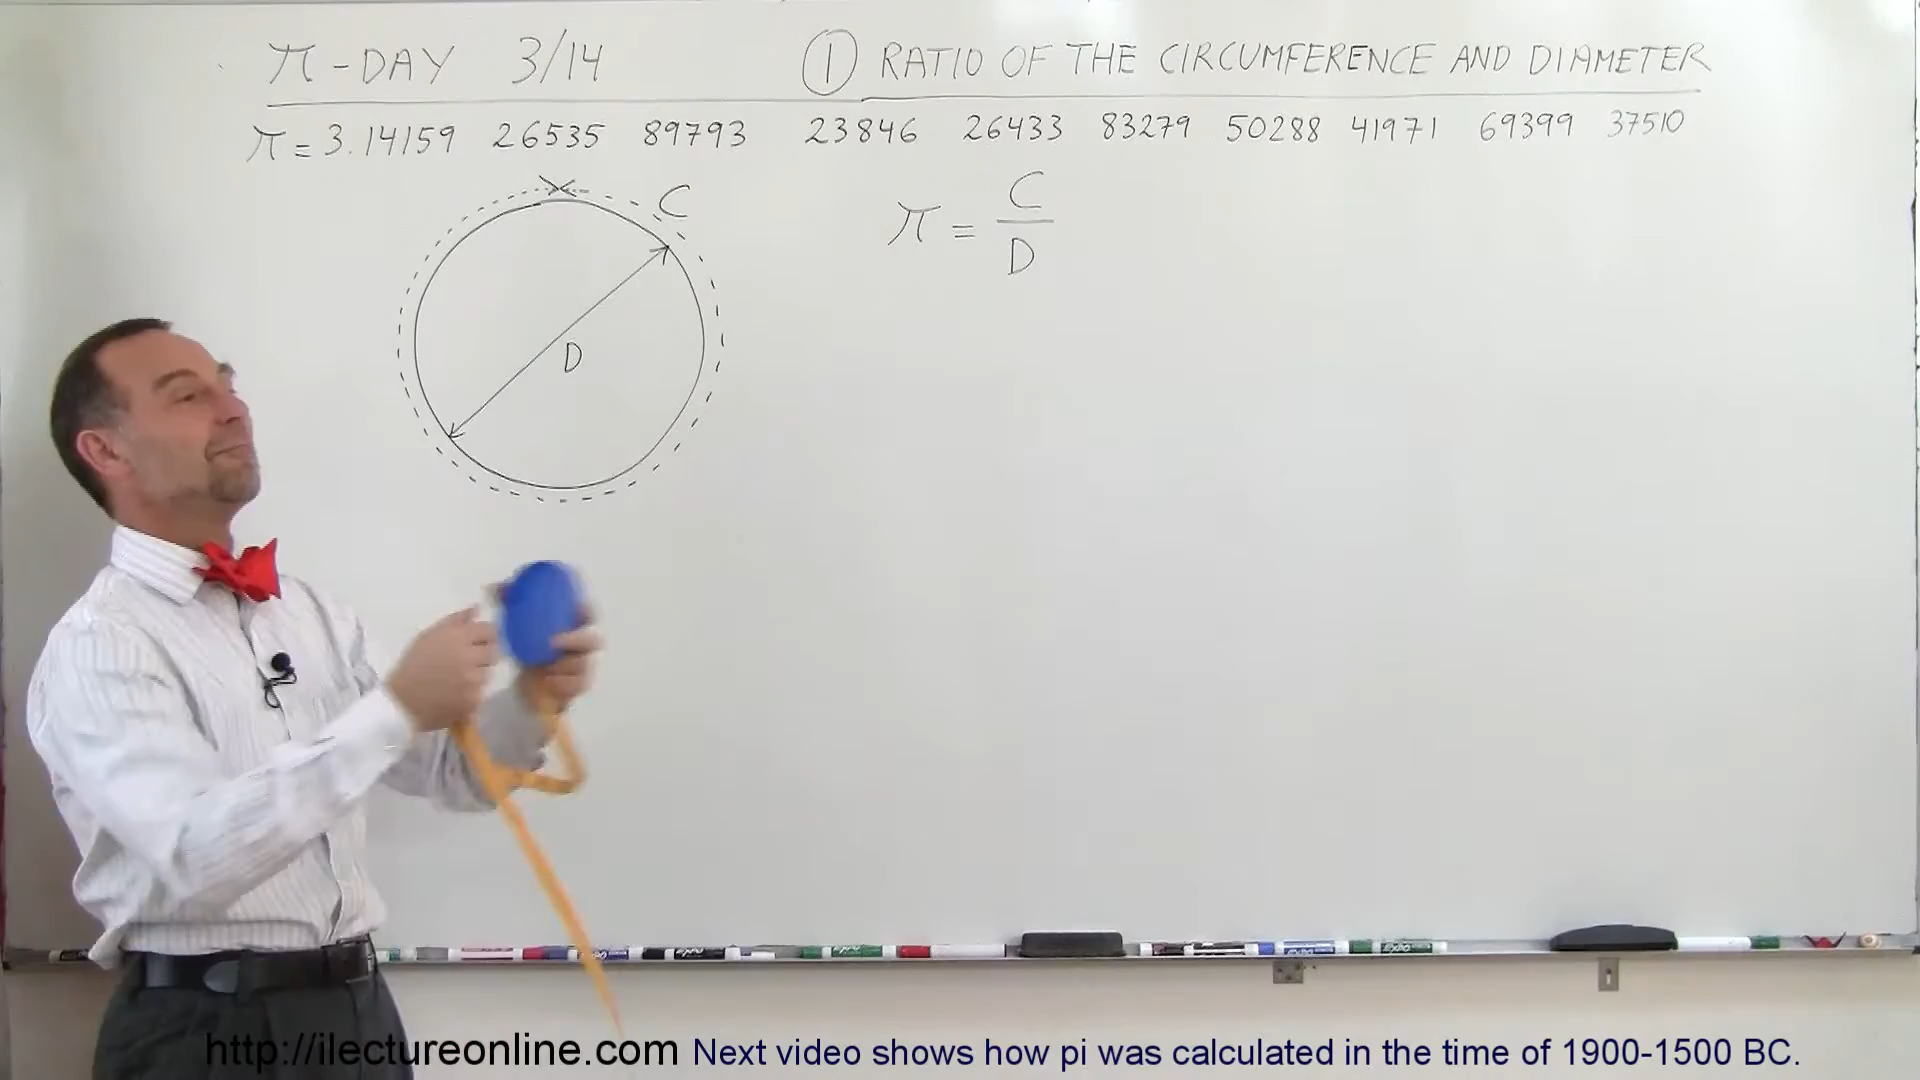 π-DAY 3/14 ① RATIO OF THE CIRCUMFERENCE AND DIAMETER
π = 3.14159 26535 89793 23846 26433 83279 50288 41971 69399 37510
C
D
π = C/D
http://ilectureonline.com Next video shows how pi was calculated in the time of 1900-1500 BC.